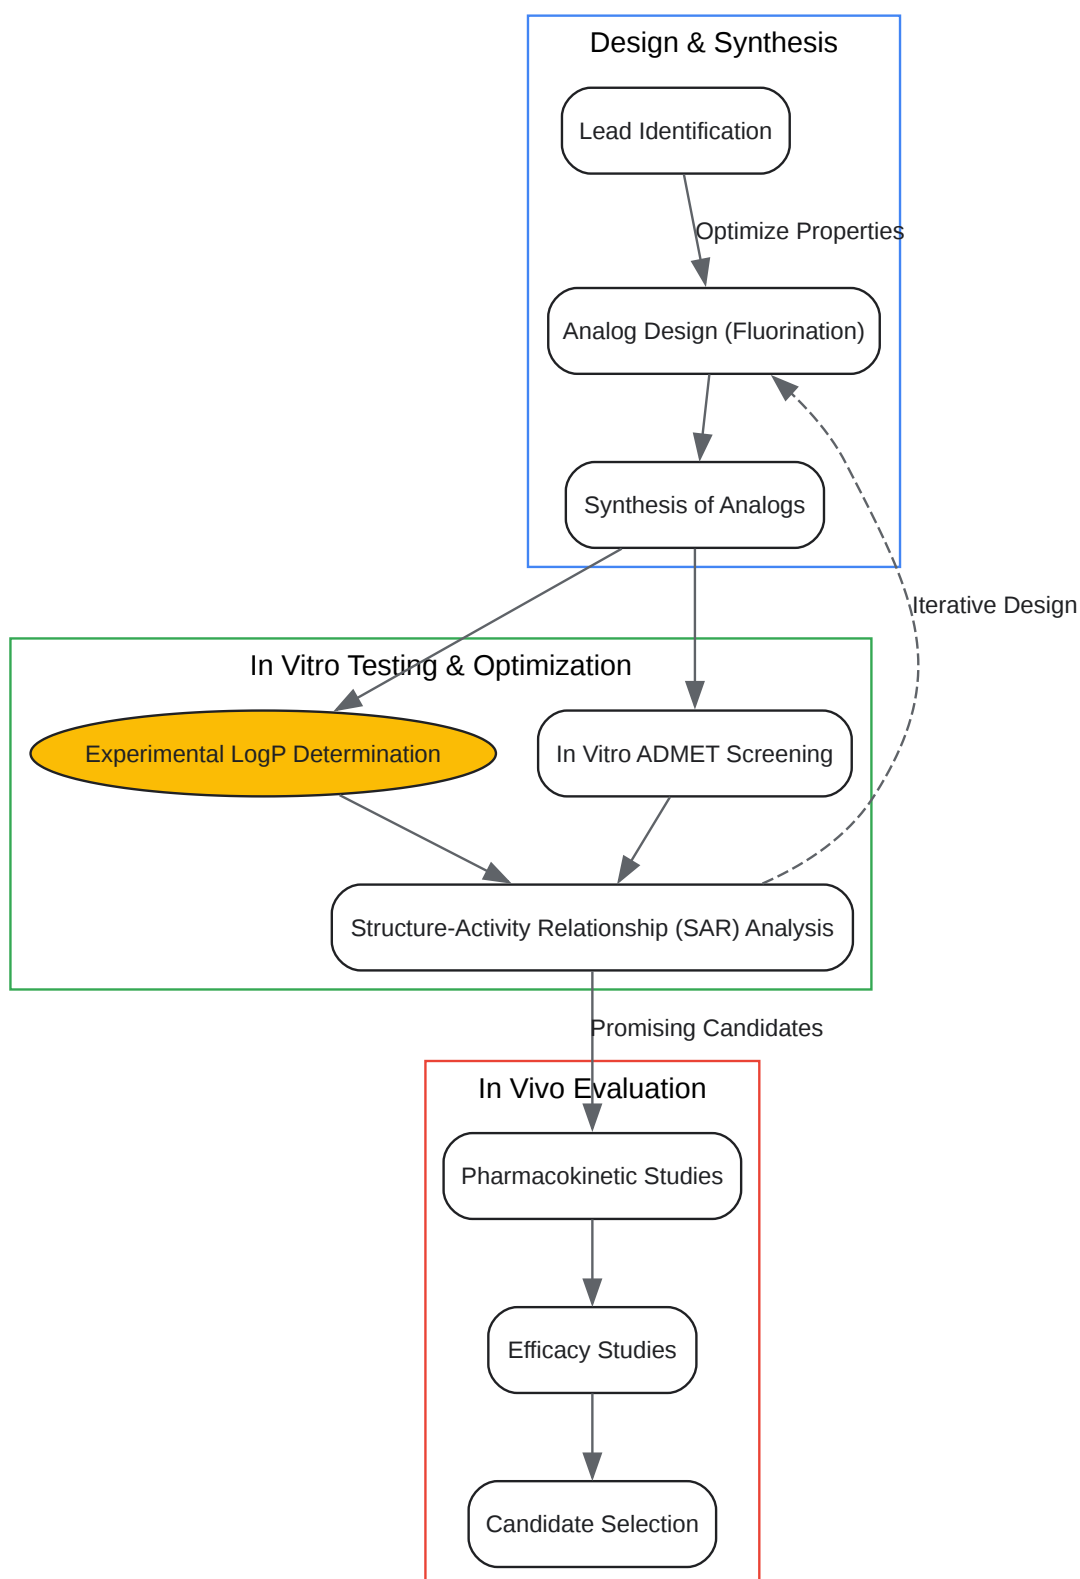 Design & Synthesis
Lead Identification
Optimize Properties
Analog Design (Fluorination)
Synthesis of Analogs
Iterative Design
In Vitro Testing & Optimization
Experimental LogP Determination
In Vitro ADMET Screening
Structure-Activity Relationship (SAR) Analysis
Promising Candidates
In Vivo Evaluation
Pharmacokinetic Studies
Efficacy Studies
Candidate Selection